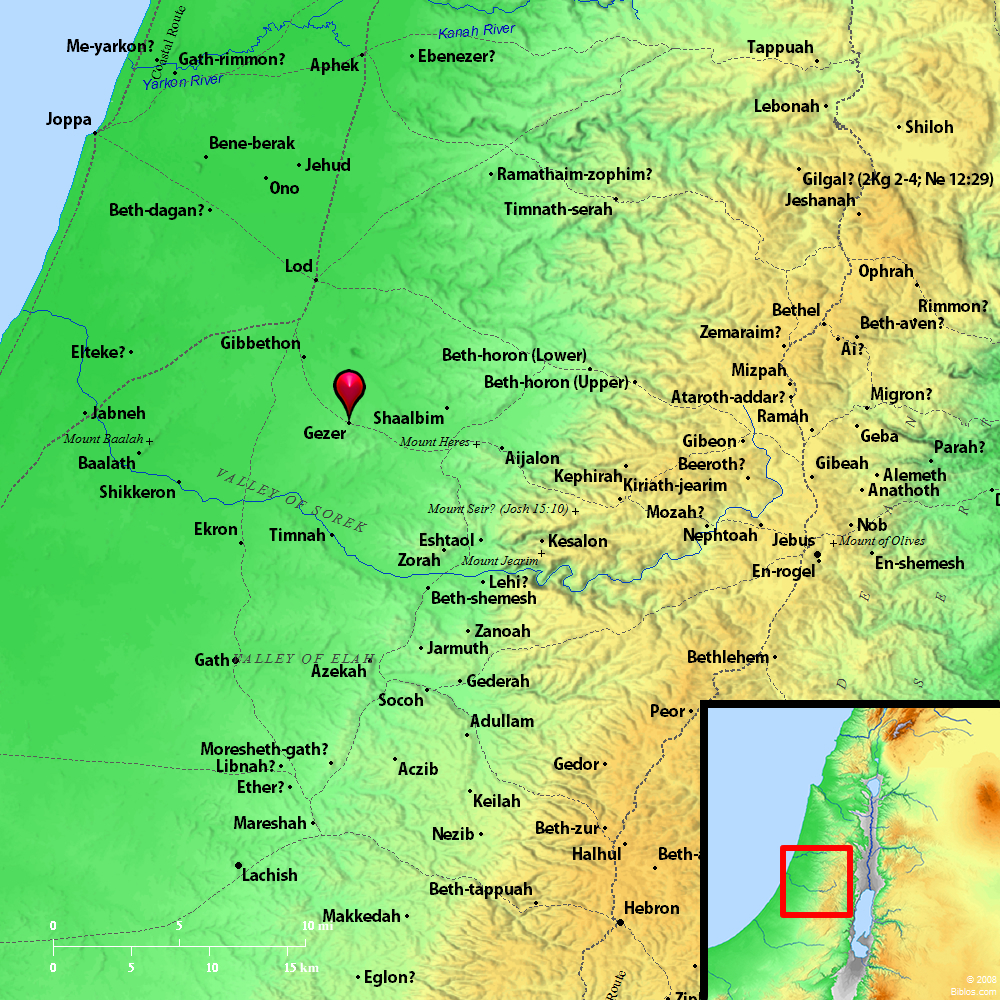 Kanah River
Coastal Route
Me-yarkon?
Gath-rimmon?
Aphek
Ebenezer?
Tappuah
Yarkon River
Joppa
Lebonah
Shiloh
Bene-berak
Jehud
Ono
Ramathaim-zophim?
Gilgal? (2Kg 2-4; Ne 12:29)
Jeshanah
Beth-dagan?
Timnath-serah
Lod
Ophrah
Rimmon?
Bethel
Beth-aven?
Zemaraim?
Ai?
Gibbethon
Elteke?
Beth-horon (Lower)
Mizpah
Beth-horon (Upper)
Ataroth-addar?
Migron?
Jabneh
Shaalbim
Ramah
Gezer
Mount Baalah
Mount Heres
Gibeon
Geba
Parah?
Baalath
Aijalon
Beeroth?
Gibeah
Alemeth
Kephirah
Kiriath-jearim
Anathoth
Shikkeron
VALLEY OF SOREK
Mount Seir? (Josh 15:10)
Mozah?
D
Ekron
Timnah
Nephtoah
Jebus
Nob
Mount of Olives
Eshtaol
Kesalon
Zorah
Mount Jearim
En-rogel
En-shemesh
Lehi?
Beth-shemesh
Zanoah
Jarmuth
Gath
VALLEY OF ELAH
Azekah
Bethlehem
Gederah
Socoh
Peor
Adullam
Moresheth-gath?
Libnah?
Aczib
Gedor
Ether?
Keilah
Mareshah
Nezib
Beth-zur
Halhul
Beth-
Lachish
Beth-tappuah
Makkedah
Hebron
0 5 10 mi
0 5 10 15 km
Eglon?
Route
Zip
© 2008
Biblos.com